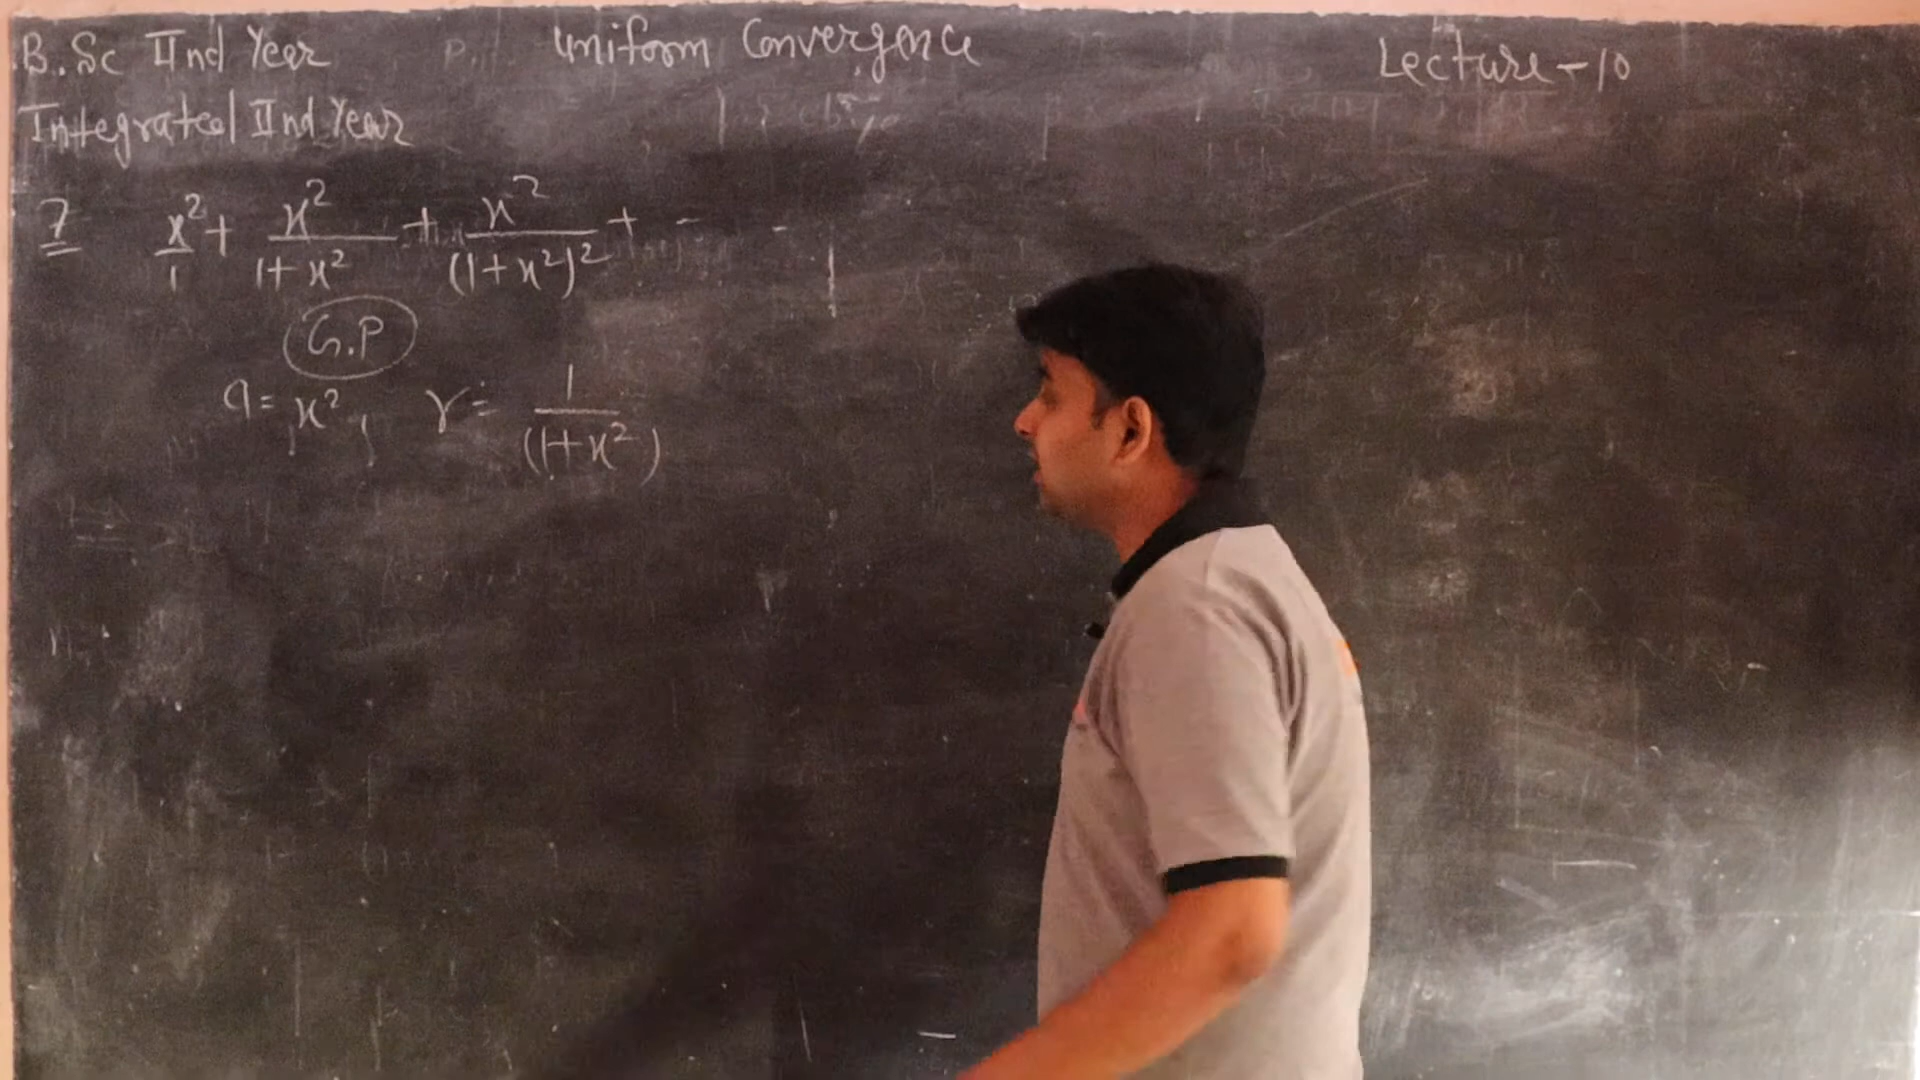 B.Sc IInd Year
Uniform Convergence
Lecture-10
Integrated IInd Year
7 x²/1 + x²/(1+x²) + x²/(1+x²)² + - -
G.P
a = x², r = 1/(1+x²)